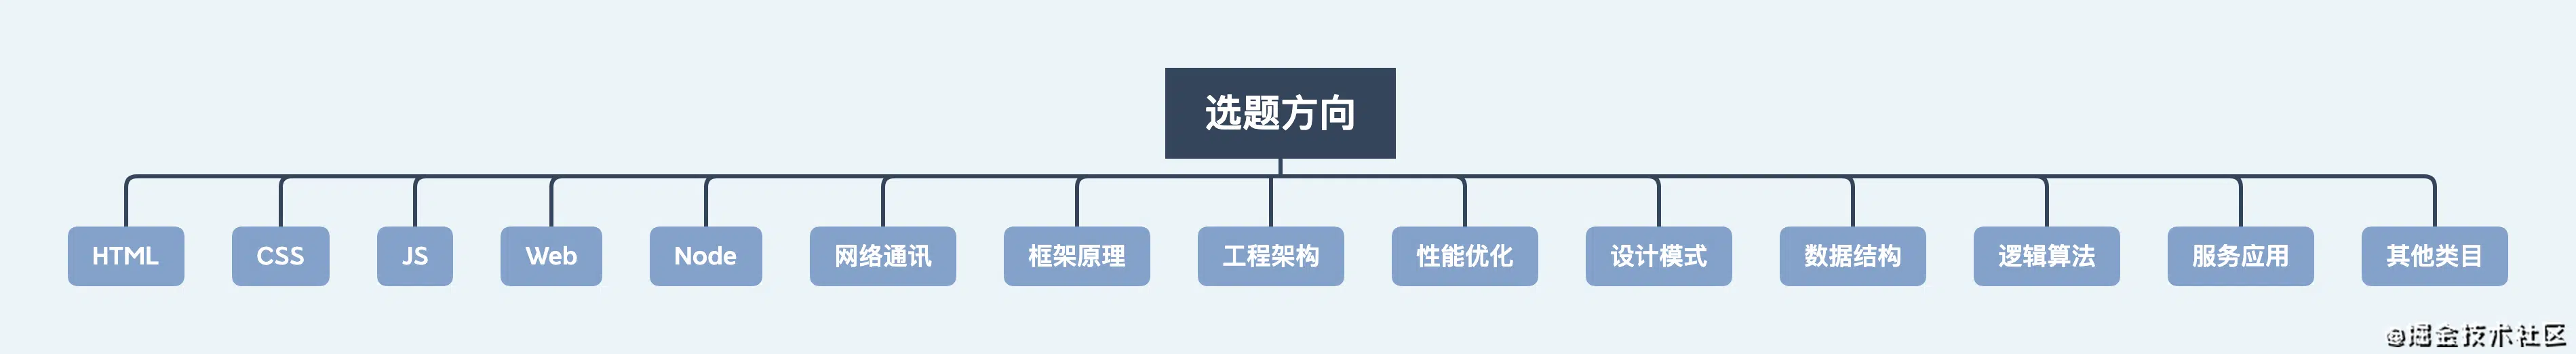 选题方向
HTML
CSS
JS
Web
Node
网络通讯
框架原理
工程架构
性能优化
设计模式
数据结构
逻辑算法
服务应用
其他类目
@掘金技术社区